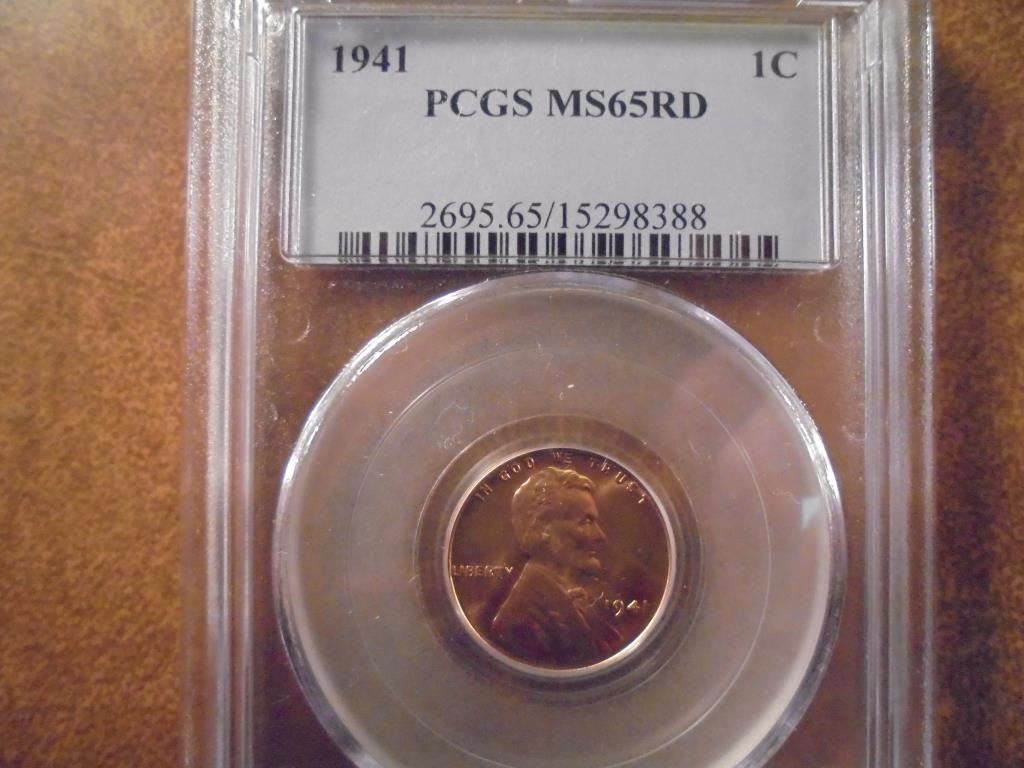 1941 1C
PCGS MS65RD
2695.65/15298388
IN GOD WE TRUST
LIBERTY
1941